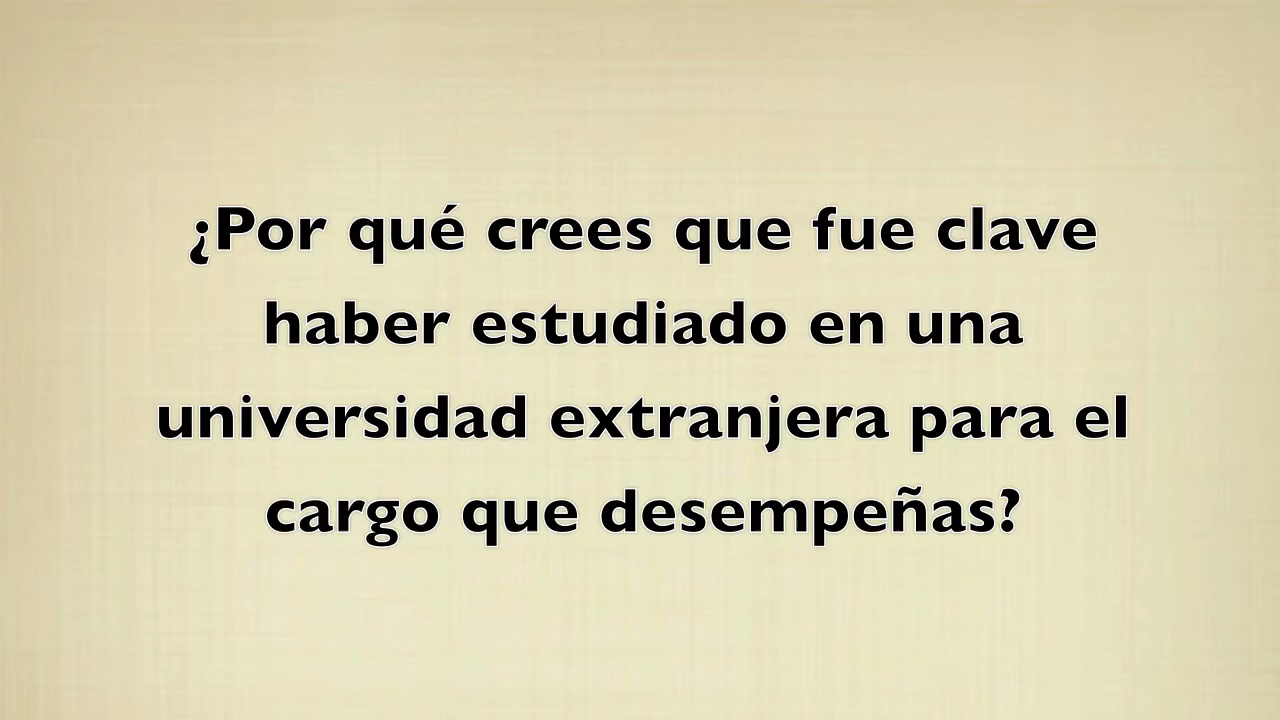 ¿Por qué crees que fue clave
haber estudiado en una
universidad extranjera para el
cargo que desempeñas?